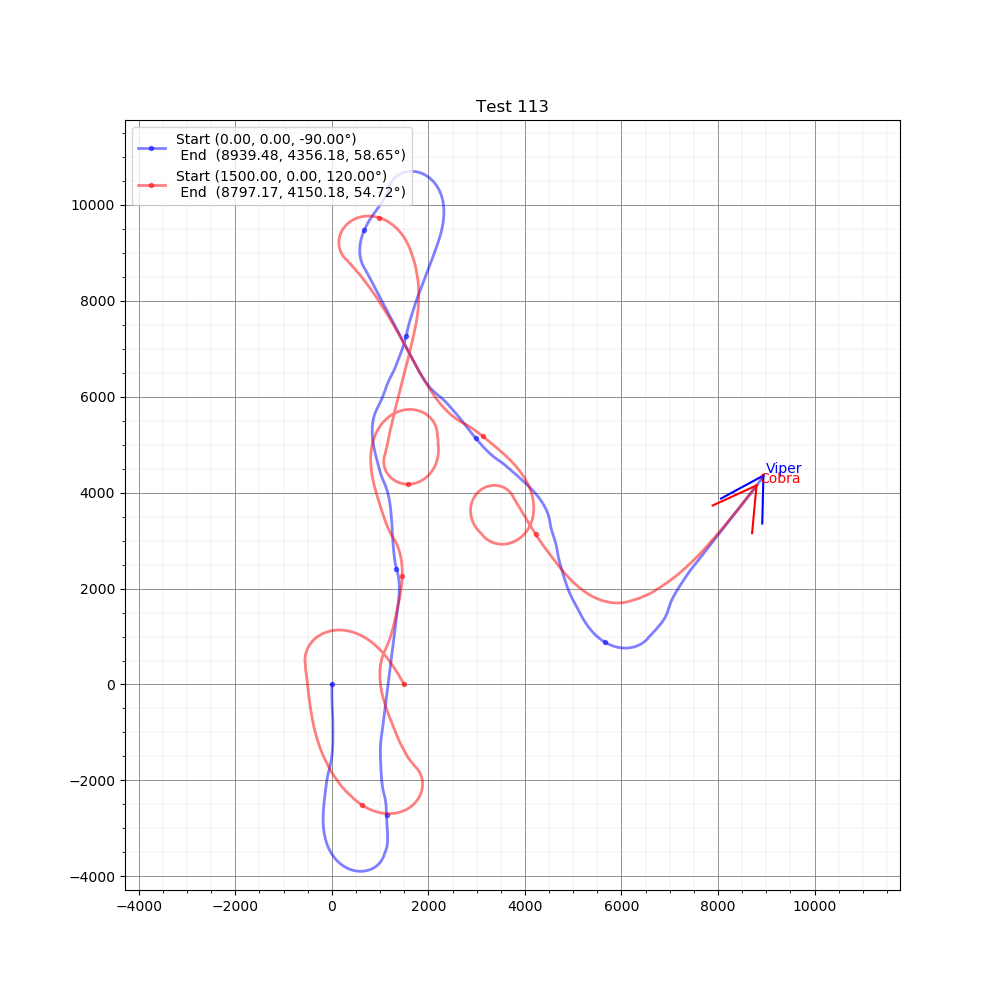 Test 113
Start (0.00, 0.00, -90.00°)
End  (8939.48, 4356.18, 58.65°)
Start (1500.00, 0.00, 120.00°)
End  (8797.17, 4150.18, 54.72°)
10000
8000
6000
4000
2000
0
−2000
−4000
Viper
Cobra
−4000 −2000 0 2000 4000 6000 8000 10000